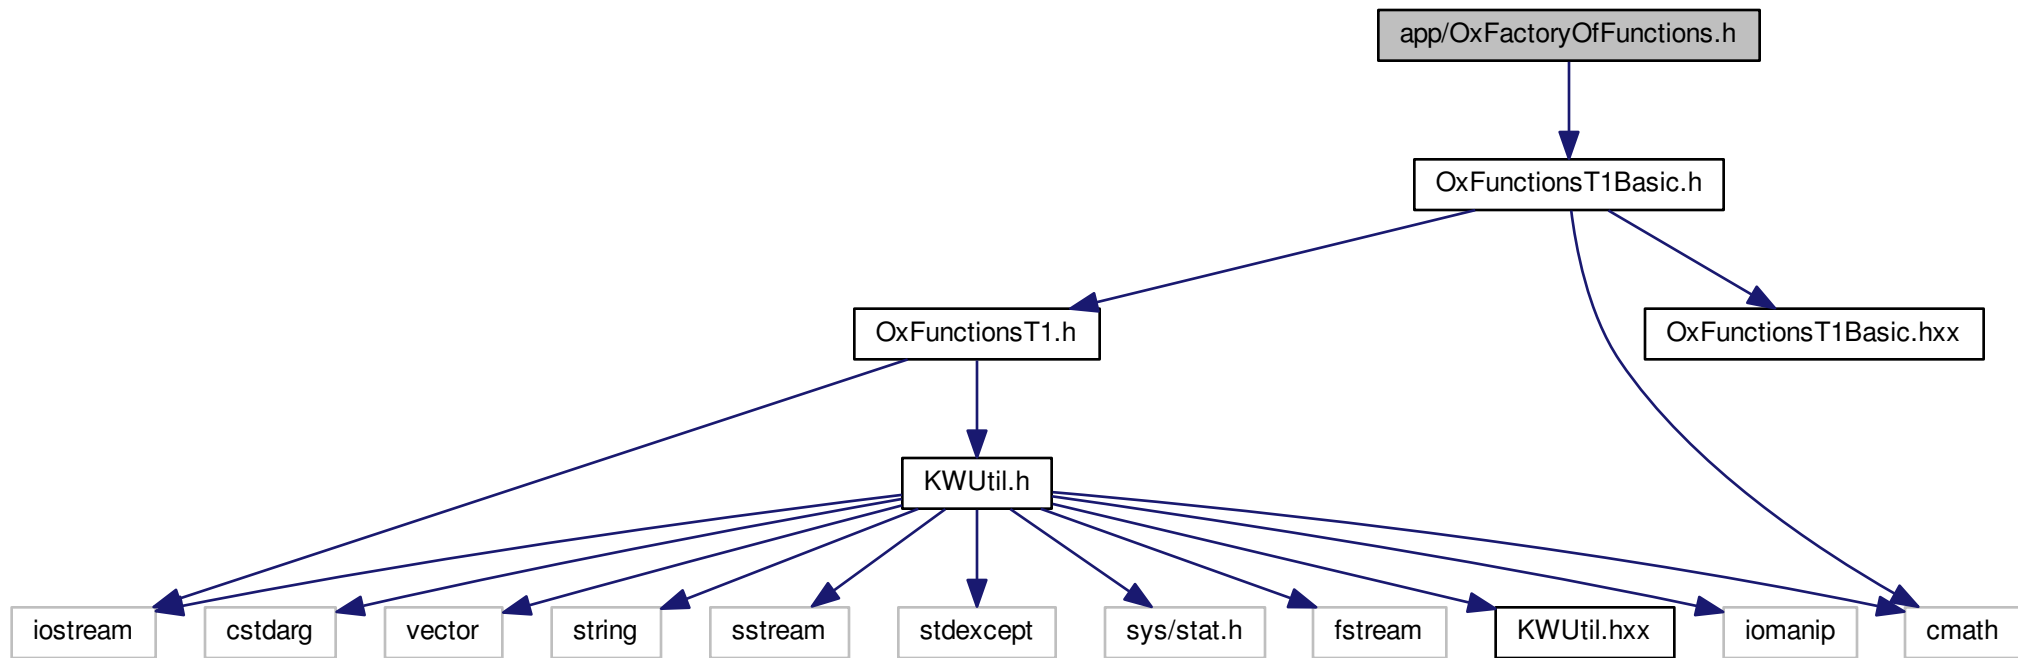 app/OxFactoryOfFunctions.h
OxFunctionsT1Basic.h
OxFunctionsT1.h
OxFunctionsT1Basic.hxx
KWUtil.h
iostream
cstdarg
vector
string
sstream
stdexcept
sys/stat.h
fstream
KWUtil.hxx
iomanip
cmath